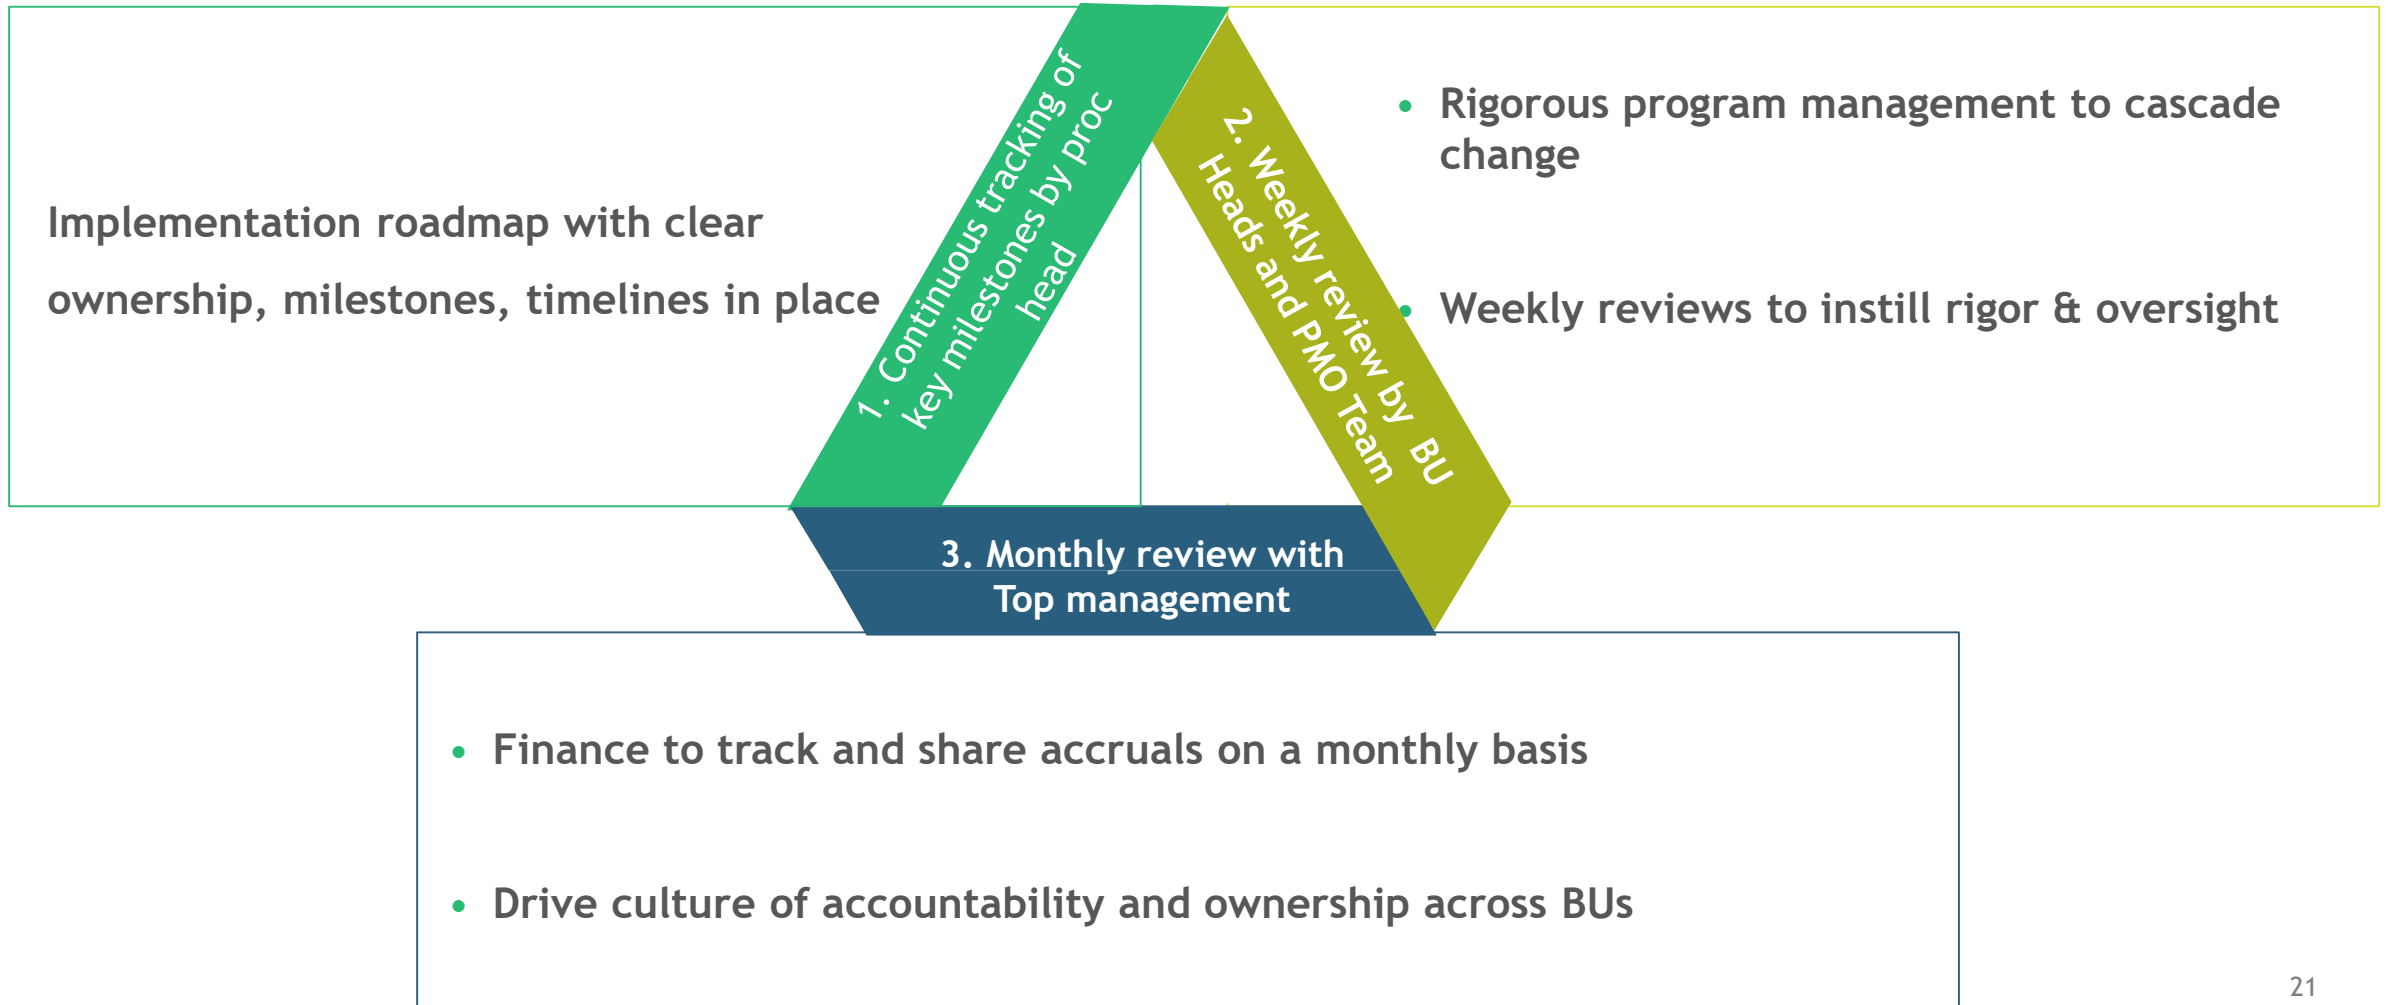 Implementation roadmap with clear
ownership, milestones, timelines in place
1. Continuous tracking of
key milestones by proc
head
2. Weekly review by  BU
Heads and PMO Team
• Rigorous program management to cascade
change
• Weekly reviews to instill rigor & oversight
3. Monthly review with
Top management
• Finance to track and share accruals on a monthly basis
• Drive culture of accountability and ownership across BUs
21